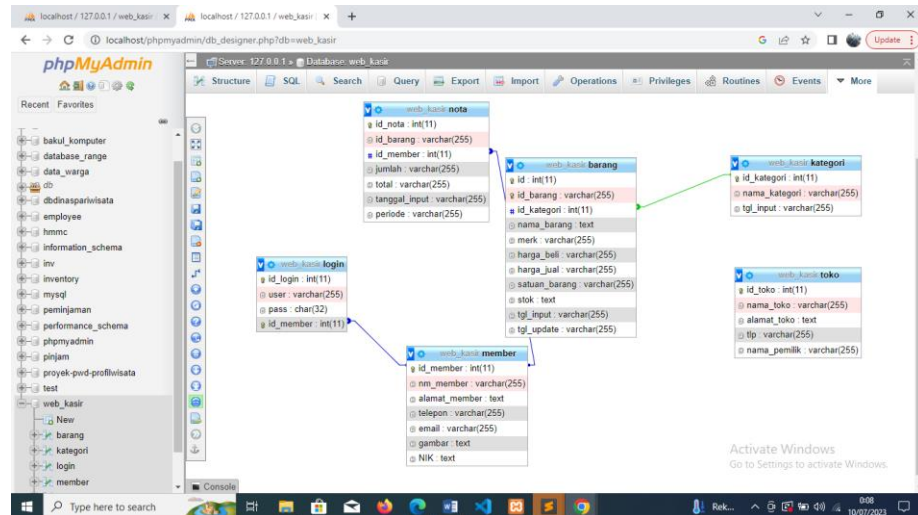 localhost / 127.0.0.1 / web_kasir
localhost / 127.0.0.1 / web_kasir
localhost/phpmyadmin/db_designer.php?db=web_kasir
Update
phpMyAdmin
Server: 127.0.0.1 » Database: web_kasir
Structure SQL Search Query Export Import Operations Privileges Routines Events More
Recent Favorites
bakul_komputer
database_range
data_warga
db
dbdinaspariwisata
employee
hmmc
information_schema
inv
inventory
mysql
peminjaman
performance_schema
phpmyadmin
pinjam
proyek-pwd-profilwisata
test
web_kasir
New
barang
kategori
login
member
web_kasir nota
id_nota : int(11)
id_barang : varchar(255)
id_member : int(11)
jumlah : varchar(255)
total : varchar(255)
tanggal_input : varchar(255)
periode : varchar(255)
web_kasir barang
id : int(11)
id_barang : varchar(255)
id_kategori : int(11)
nama_barang : text
merk : varchar(255)
harga_beli : varchar(255)
harga_jual : varchar(255)
satuan_barang : varchar(255)
stok : text
tgl_input : varchar(255)
tgl_update : varchar(255)
web_kasir kategori
id_kategori : int(11)
nama_kategori : varchar(255)
tgl_input : varchar(255)
web_kasir login
id_login : int(11)
user : varchar(255)
pass : char(32)
id_member : int(11)
web_kasir toko
id_toko : int(11)
nama_toko : varchar(255)
alamat_toko : text
tlp : varchar(255)
nama_pemilik : varchar(255)
web_kasir member
id_member : int(11)
nm_member : varchar(255)
alamat_member : text
telepon : varchar(255)
email : varchar(255)
gambar : text
NIK : text
Activate Windows
Go to Settings to activate Windows.
Console
Type here to search
Rek...
0:08
10/07/2023